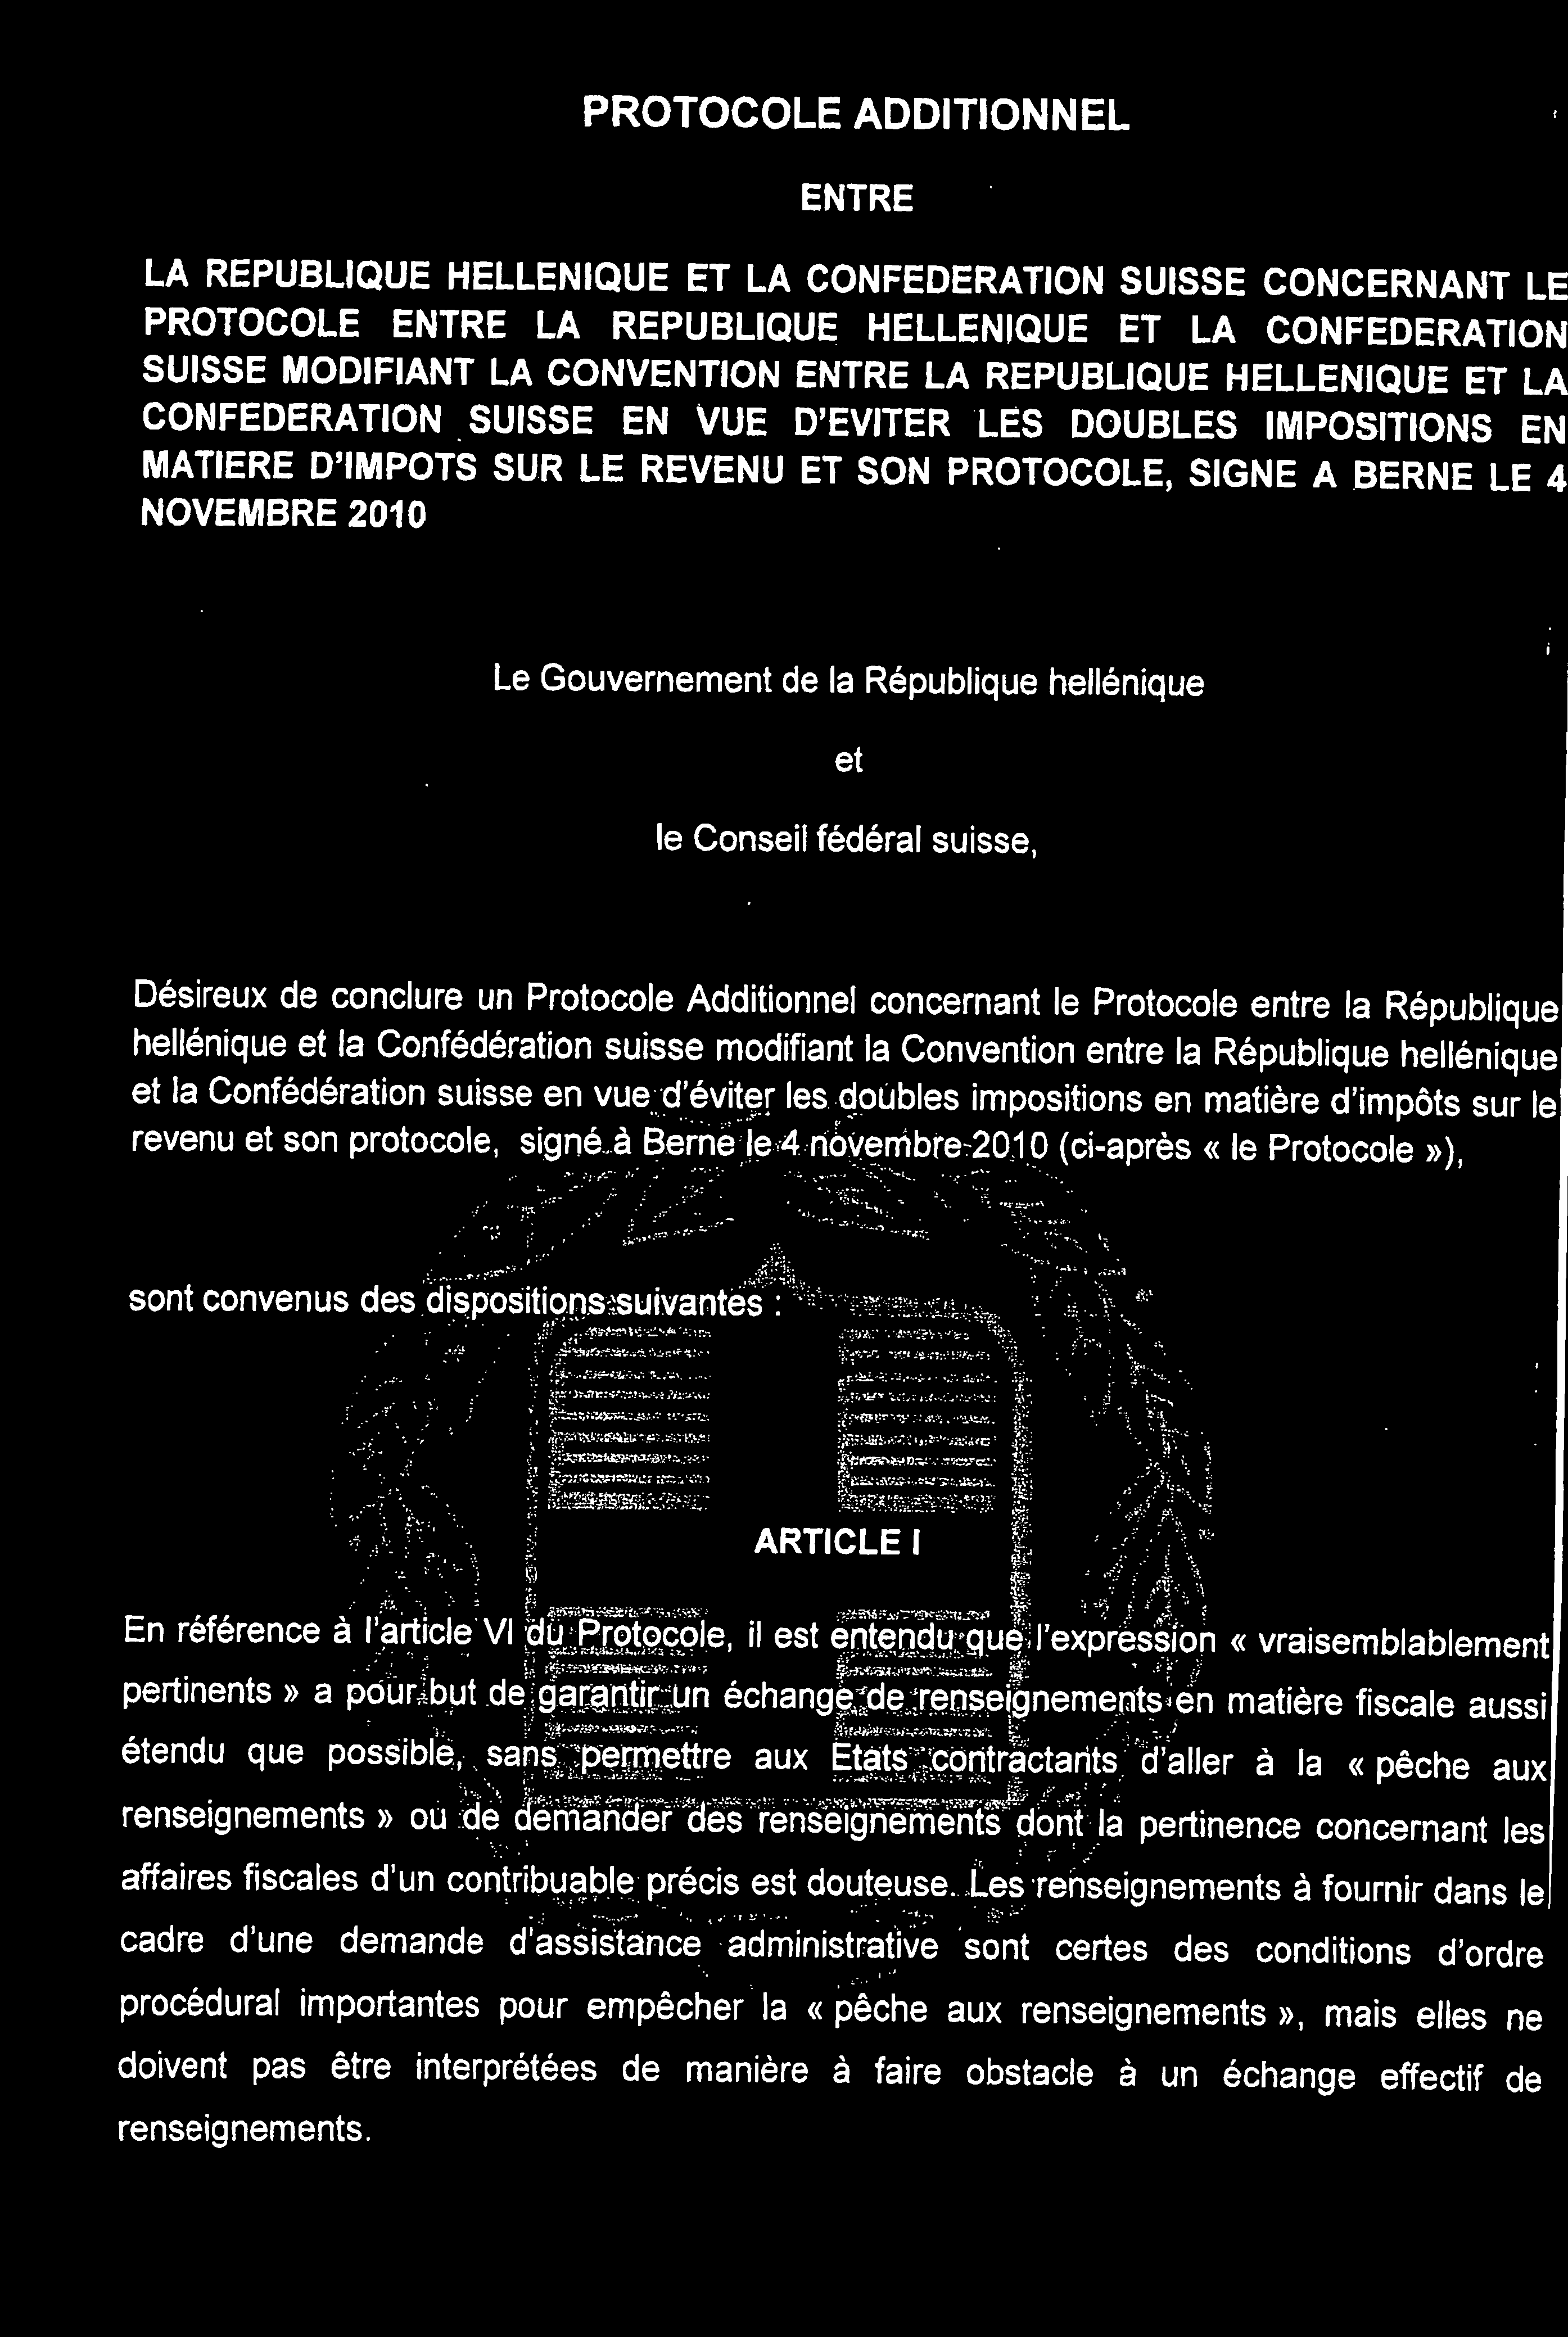 PROTOCOLE ADDITIONNEL
ENTRE
LA REPUBLIQUE HELLENIQUE ET LA CONFEDERATION SUISSE CONCERNANT LE
PROTOCOLE ENTRE LA REPUBLIQUE HELLENIQUE ET LA CONFEDERATION
SUISSE MODIFIANT LA CONVENTION ENTRE LA REPUBLIQUE HELLENIQUE ET LA
CONFEDERATION SUISSE EN VUE D'EVITER LES DOUBLES IMPOSITIONS EN
MATIERE D'IMPOTS SUR LE REVENU ET SON PROTOCOLE, SIGNE A BERNE LE 4
NOVEMBRE 2010
Le Gouvernement de la République hellénique
et
le Conseil fédéral suisse,
Désireux de conclure un Protocole Additionnel concernant le Protocole entre la République
hellénique et la Confédération suisse modifiant la Convention entre la République hellénique
et la Confédération suisse en vue d'éviter les doubles impositions en matière d'impôts sur le
revenu et son protocole, signé à Berne le 4 novembre 2010 (ci-après « le Protocole »),
sont convenus des dispositions suivantes :
ARTICLE I
En référence à l'article VI du Protocole, il est entendu que l'expression « vraisemblablement
pertinents » a pour but de garantir un échange de renseignements en matière fiscale aussi
étendu que possible, sans permettre aux Etats contractants d'aller à la « pêche aux
renseignements » ou de demander des renseignements dont la pertinence concernant les
affaires fiscales d'un contribuable précis est douteuse. Les renseignements à fournir dans le
cadre d'une demande d'assistance administrative sont certes des conditions d'ordre
procédural importantes pour empêcher la « pêche aux renseignements », mais elles ne
doivent pas être interprétées de manière à faire obstacle à un échange effectif de
renseignements.